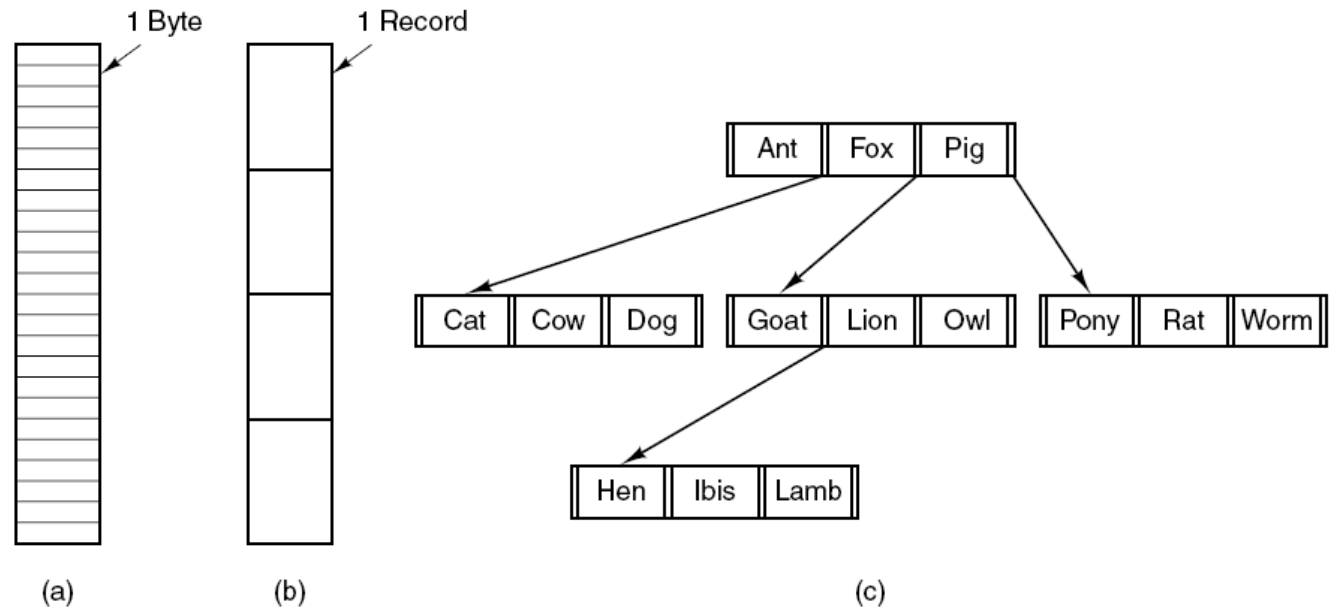 1 Byte
1 Record
Ant Fox Pig
Cat Cow Dog
Goat Lion Owl
Pony Rat Worm
Hen Ibis Lamb
(a)
(b)
(c)